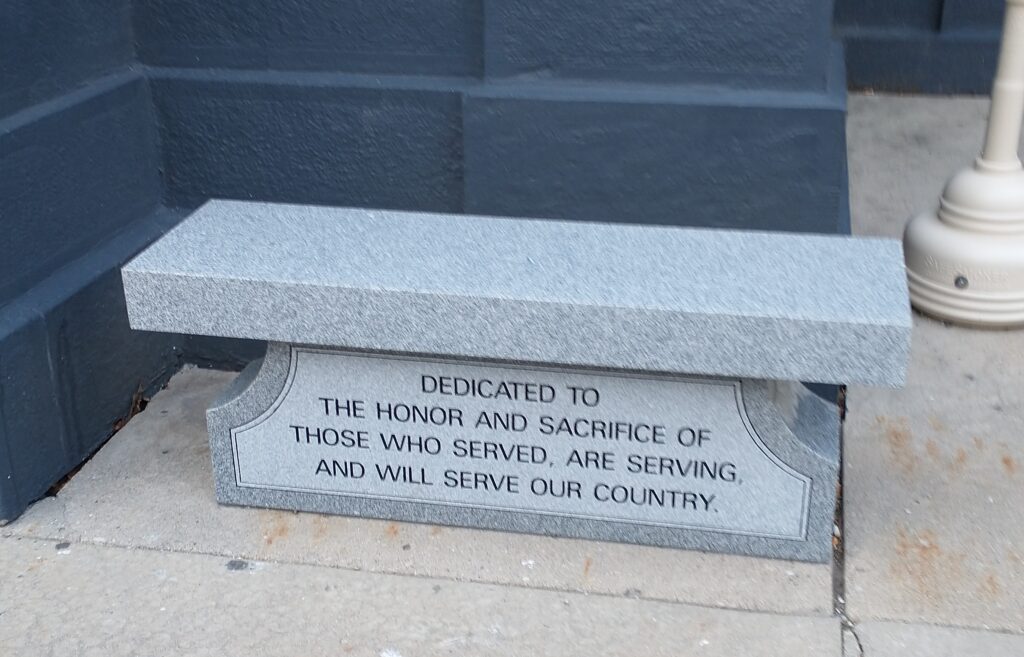 DEDICATED TO
THE HONOR AND SACRIFICE OF
THOSE WHO SERVED, ARE SERVING,
AND WILL SERVE OUR COUNTRY.